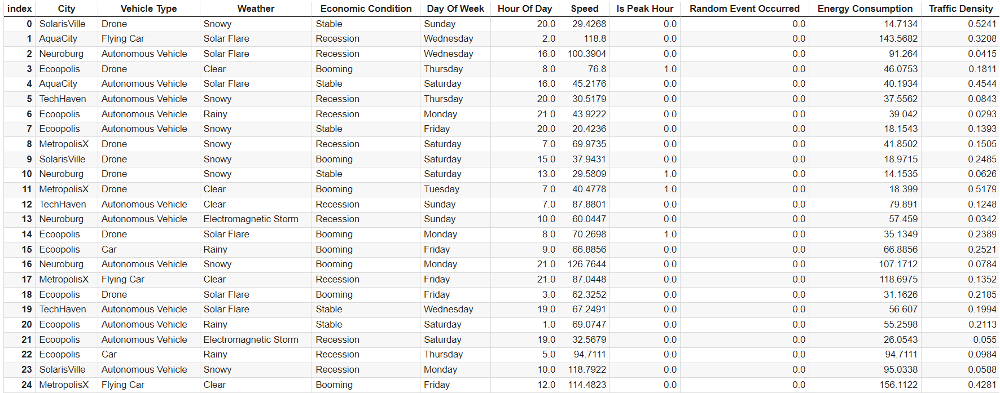 index City Vehicle Type Weather Economic Condition Day Of Week Hour Of Day Speed Is Peak Hour Random Event Occurred Energy Consumption Traffic Density
0 SolarisVille Drone Snowy Stable Sunday 20.0 29.4268 0.0 0.0 14.7134 0.5241
1 AquaCity Flying Car Solar Flare Recession Wednesday 2.0 118.8 0.0 0.0 143.5682 0.3208
2 Neuroburg Autonomous Vehicle Solar Flare Recession Wednesday 16.0 100.3904 0.0 0.0 91.264 0.0415
3 Ecoopolis Drone Clear Booming Thursday 8.0 76.8 1.0 0.0 46.0753 0.1811
4 AquaCity Autonomous Vehicle Solar Flare Stable Saturday 16.0 45.2176 0.0 0.0 40.1934 0.4544
5 TechHaven Autonomous Vehicle Snowy Recession Thursday 20.0 30.5179 0.0 0.0 37.5562 0.0843
6 Ecoopolis Autonomous Vehicle Rainy Recession Monday 21.0 43.9222 0.0 0.0 39.042 0.0293
7 Ecoopolis Autonomous Vehicle Snowy Stable Friday 20.0 20.4236 0.0 0.0 18.1543 0.1393
8 MetropolisX Drone Snowy Recession Saturday 7.0 69.9735 0.0 0.0 41.8502 0.1505
9 SolarisVille Drone Snowy Booming Saturday 15.0 37.9431 0.0 0.0 18.9715 0.2485
10 Neuroburg Drone Snowy Stable Saturday 13.0 29.5809 1.0 0.0 14.1535 0.0626
11 MetropolisX Drone Clear Booming Tuesday 7.0 40.4778 1.0 0.0 18.399 0.5179
12 TechHaven Autonomous Vehicle Clear Recession Sunday 7.0 87.8801 0.0 0.0 79.891 0.1248
13 Neuroburg Autonomous Vehicle Electromagnetic Storm Recession Sunday 10.0 60.0447 0.0 0.0 57.459 0.0342
14 Ecoopolis Drone Solar Flare Booming Monday 8.0 70.2698 1.0 0.0 35.1349 0.2389
15 Ecoopolis Car Rainy Booming Friday 9.0 66.8856 0.0 0.0 66.8856 0.2521
16 Neuroburg Autonomous Vehicle Snowy Booming Monday 21.0 126.7644 0.0 0.0 107.1712 0.0784
17 MetropolisX Flying Car Clear Recession Friday 21.0 87.0448 0.0 0.0 118.6975 0.1352
18 Ecoopolis Drone Solar Flare Booming Friday 3.0 62.3252 0.0 0.0 31.1626 0.2185
19 TechHaven Autonomous Vehicle Solar Flare Stable Wednesday 19.0 67.2491 0.0 0.0 56.607 0.1994
20 Ecoopolis Autonomous Vehicle Rainy Stable Saturday 1.0 69.0747 0.0 0.0 55.2598 0.2113
21 Ecoopolis Autonomous Vehicle Electromagnetic Storm Recession Saturday 19.0 32.5679 0.0 0.0 26.0543 0.055
22 Ecoopolis Car Rainy Recession Thursday 5.0 94.7111 0.0 0.0 94.7111 0.0984
23 SolarisVille Autonomous Vehicle Snowy Recession Monday 10.0 118.7922 0.0 0.0 95.0338 0.0588
24 MetropolisX Flying Car Clear Booming Friday 12.0 114.4823 0.0 0.0 156.1122 0.4281